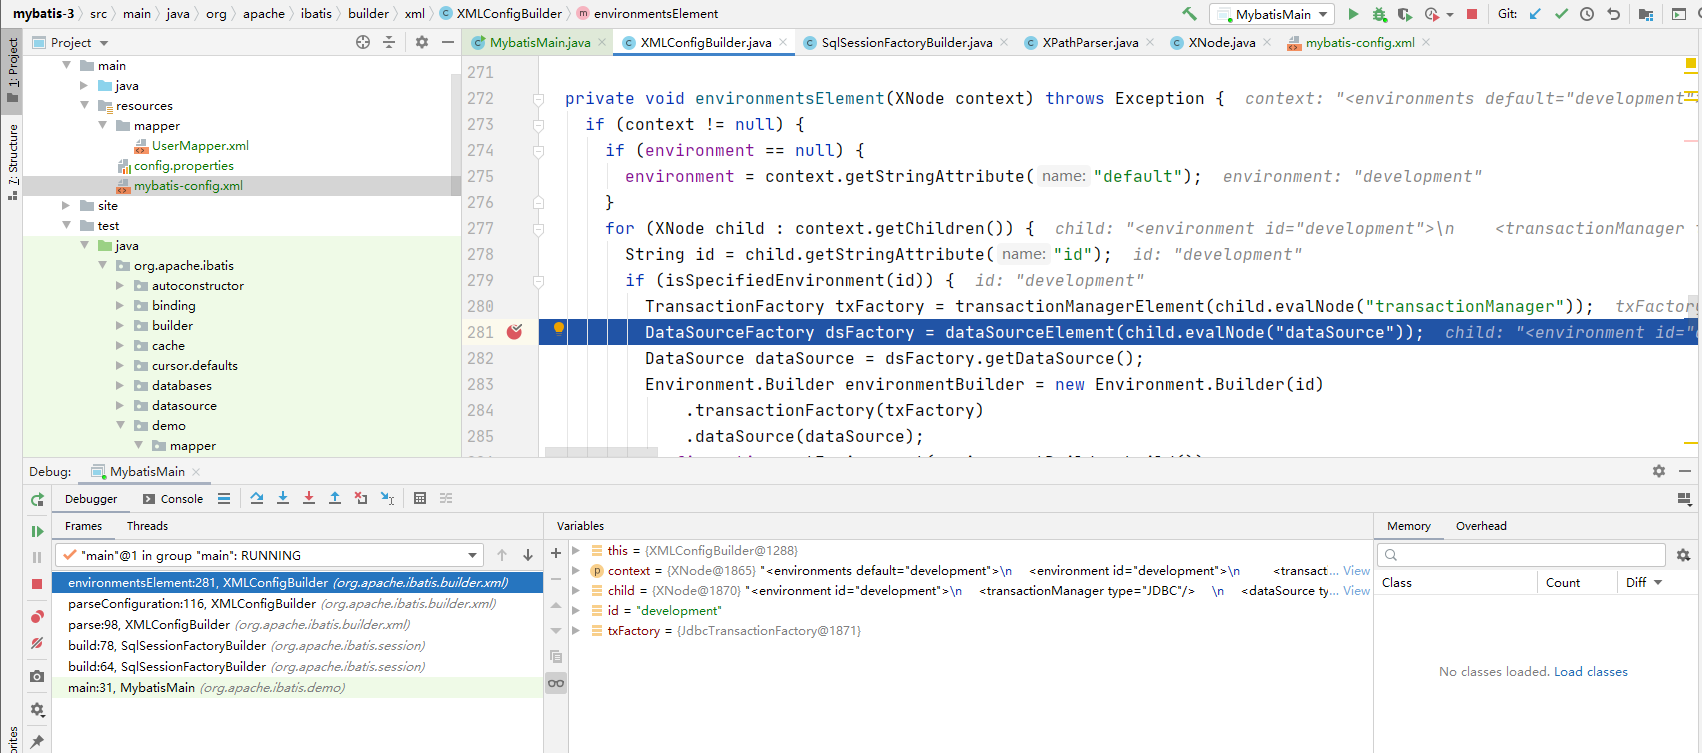 mybatis-3 src main java org apache ibatis builder xml XMLConfigBuilder environmentsElement MybatisMain Git:
1: Project
7: Structure
Project
MybatisMain.java XMLConfigBuilder.java SqlSessionFactoryBuilder.java XPathParser.java XNode.java mybatis-config.xml
main
java
resources
mapper
UserMapper.xml
config.properties
mybatis-config.xml
site
test
java
org.apache.ibatis
autoconstructor
binding
builder
cache
cursor.defaults
databases
datasource
demo
mapper
271
272 private void environmentsElement(XNode context) throws Exception { context: "<environments default="development"
273 if (context != null) {
274 if (environment == null) {
275 environment = context.getStringAttribute( name: "default"); environment: "development"
276 }
277 for (XNode child : context.getChildren()) { child: "<environment id="development">\n <transactionManager
278 String id = child.getStringAttribute( name: "id"); id: "development"
279 if (isSpecifiedEnvironment(id)) { id: "development"
280 TransactionFactory txFactory = transactionManagerElement(child.evalNode("transactionManager")); txFactory
281 DataSourceFactory dsFactory = dataSourceElement(child.evalNode("dataSource")); child: "<environment id="
282 DataSource dataSource = dsFactory.getDataSource();
283 Environment.Builder environmentBuilder = new Environment.Builder(id)
284 .transactionFactory(txFactory)
285 .dataSource(dataSource);
Debug: MybatisMain
Debugger Console
Frames Threads
"main"@1 in group "main": RUNNING
environmentsElement:281, XMLConfigBuilder (org.apache.ibatis.builder.xml)
parseConfiguration:116, XMLConfigBuilder (org.apache.ibatis.builder.xml)
parse:98, XMLConfigBuilder (org.apache.ibatis.builder.xml)
build:78, SqlSessionFactoryBuilder (org.apache.ibatis.session)
build:64, SqlSessionFactoryBuilder (org.apache.ibatis.session)
main:31, MybatisMain (org.apache.ibatis.demo)
Variables
this = {XMLConfigBuilder@1288}
context = {XNode@1865} "<environments default="development">\n <environment id="development">\n <transact... View
child = {XNode@1870} "<environment id="development">\n <transactionManager type="JDBC"/> \n <dataSource ty... View
id = "development"
txFactory = {JdbcTransactionFactory@1871}
Memory Overhead
Class Count Diff
No classes loaded. Load classes